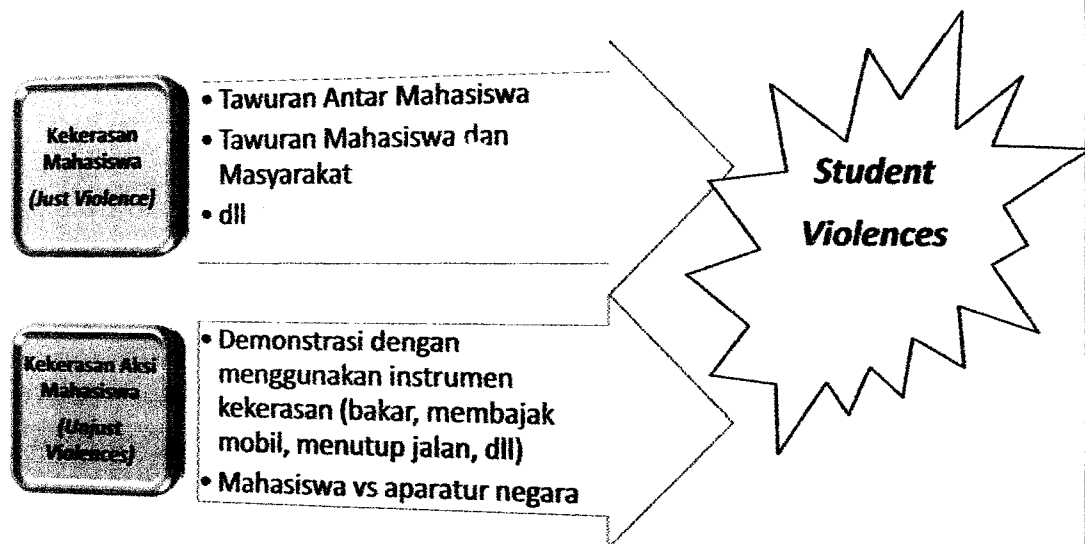 Kekerasan
Mahasiswa
(Just Violence)
• Tawuran Antar Mahasiswa
• Tawuran Mahasiswa dan
Masyarakat
• dll
Kekerasan Aksi
Mahasiswa
(Unjust
Violences)
• Demonstrasi dengan
menggunakan instrumen
kekerasan (bakar, membajak
mobil, menutup jalan, dll)
• Mahasiswa vs aparatur negara
Student
Violences